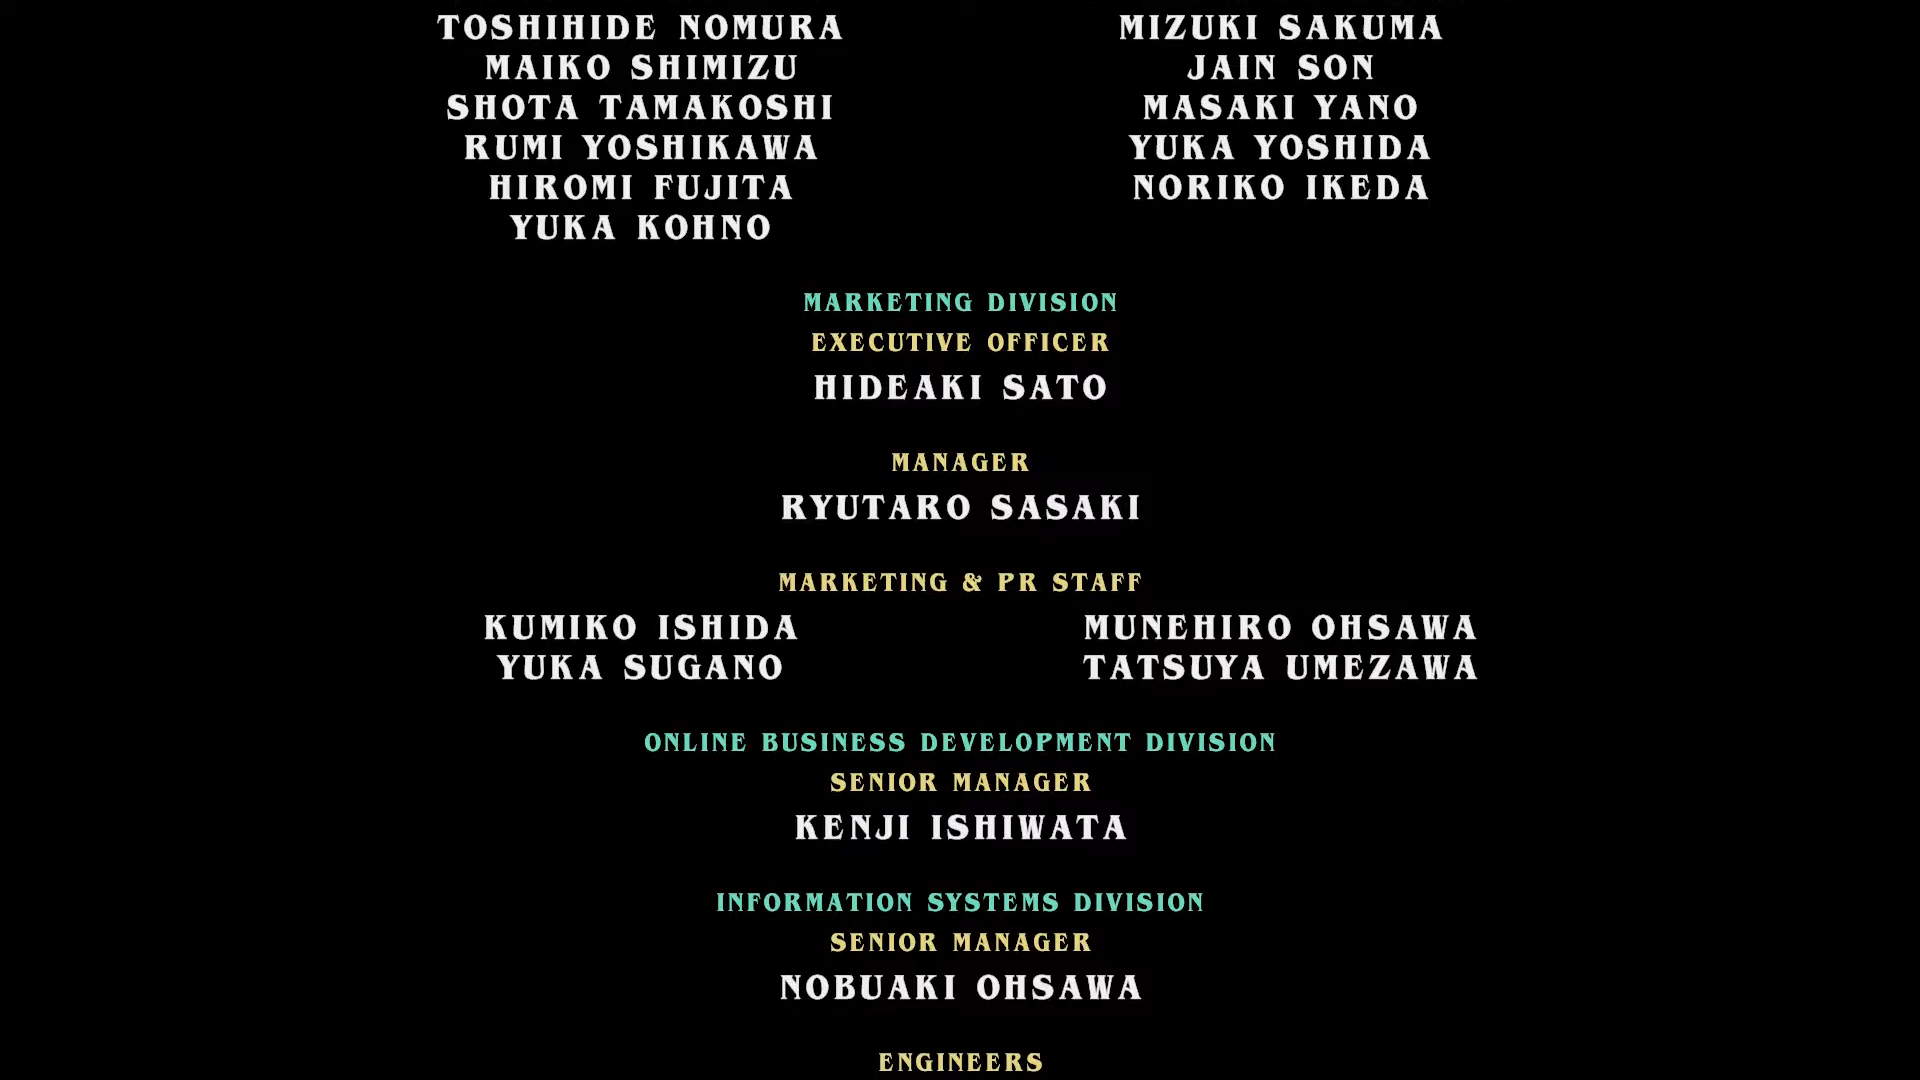 TOSHIHIDE NOMURA MIZUKI SAKUMA
MAIKO SHIMIZU JAIN SON
SHOTA TAMAKOSHI MASAKI YANO
RUMI YOSHIKAWA YUKA YOSHIDA
HIROMI FUJITA NORIKO IKEDA
YUKA KOHNO
MARKETING DIVISION
EXECUTIVE OFFICER
HIDEAKI SATO
MANAGER
RYUTARO SASAKI
MARKETING & PR STAFF
KUMIKO ISHIDA MUNEHIRO OHSAWA
YUKA SUGANO TATSUYA UMEZAWA
ONLINE BUSINESS DEVELOPMENT DIVISION
SENIOR MANAGER
KENJI ISHIWATA
INFORMATION SYSTEMS DIVISION
SENIOR MANAGER
NOBUAKI OHSAWA
ENGINEERS